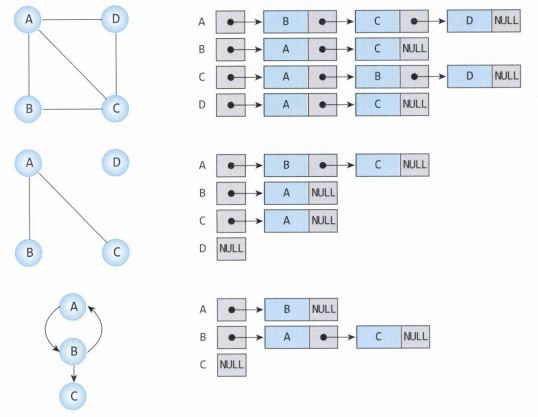 A D
B C
A B C D NULL
B A C NULL
C A B D NULL
D A C NULL
A D
B C
A B C NULL
B A NULL
C A NULL
D NULL
A
B
C
A B NULL
B A C NULL
C NULL